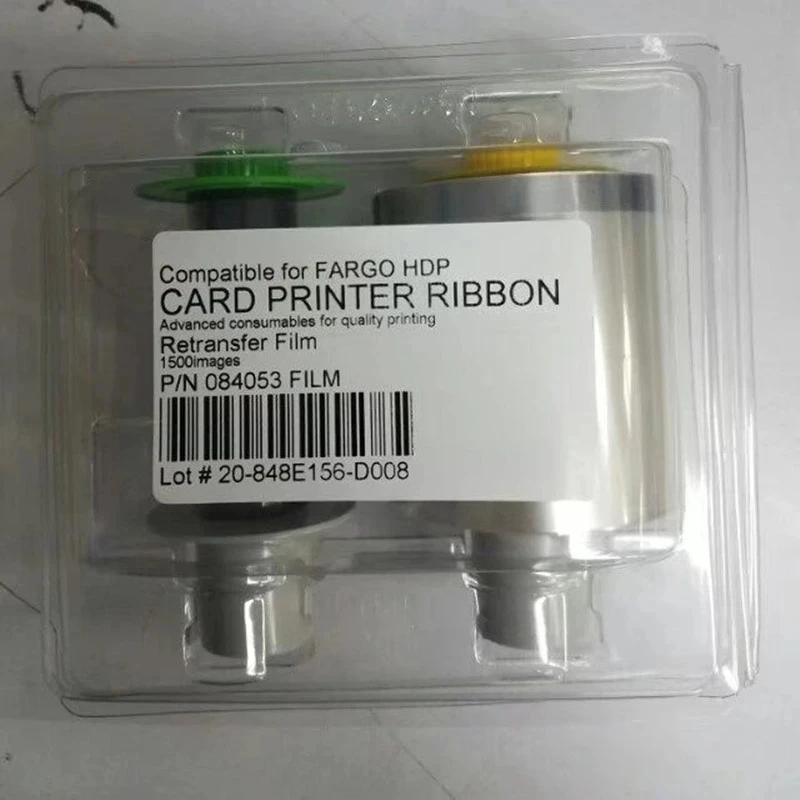 Compatible for FARGO HDP
CARD PRINTER RIBBON
Advanced consumables for quality printing
Retransfer Film
1500images
P/N 084053 FILM
Lot # 20-848E156-D008